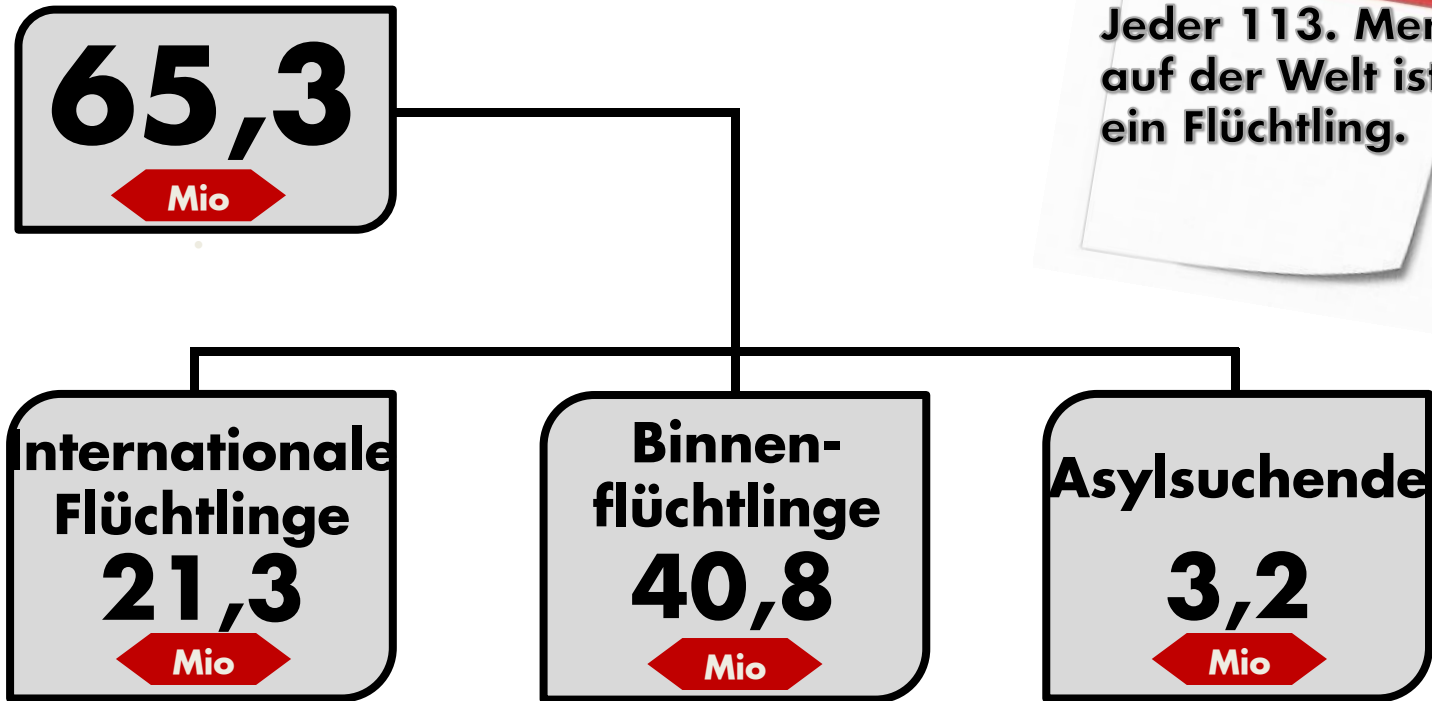 65,3
Mio
Jeder 113. Mer
auf der Welt ist
ein Flüchtling.
Internationale
Flüchtlinge
21,3
Mio
Binnen-
flüchtlinge
40,8
Mio
Asylsuchende
3,2
Mio